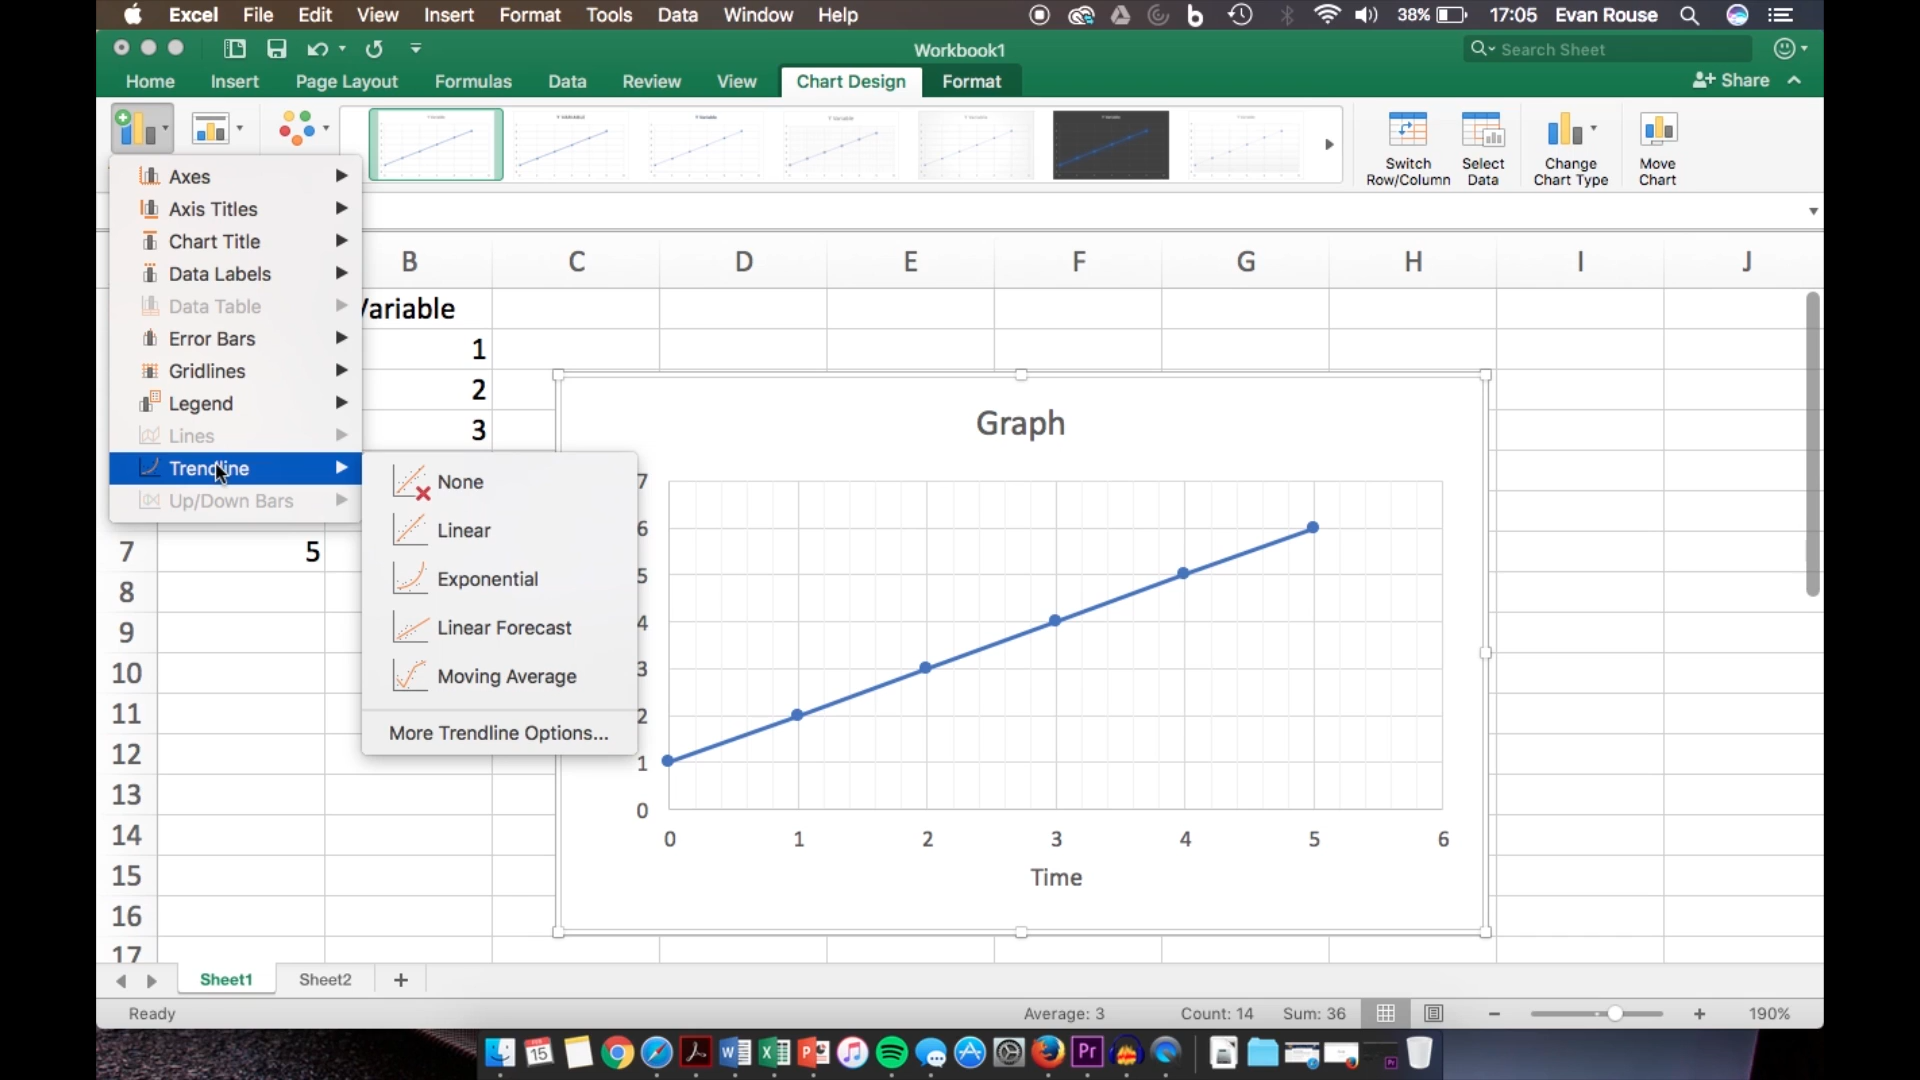 Excel File Edit View Insert Format Tools Data Window Help 38% 17:05 Evan Rouse
Workbook1
Search Sheet
Home Insert Page Layout Formulas Data Review View Chart Design Format Share
Switch Row/Column
Select Data
Change Chart Type
Move Chart
Axes
Axis Titles
Chart Title
Data Labels
Data Table
Error Bars
Gridlines
Legend
Lines
Trendline
Up/Down Bars
None
Linear
Exponential
Linear Forecast
Moving Average
More Trendline Options...
B C D E F G H I J
Variable
1
2
3
7 5
8
9
10
11
12
13
14
15
16
17
Graph
7
6
5
4
3
2
1
0
0 1 2 3 4 5 6
Time
Sheet1 Sheet2 +
Ready Average: 3 Count: 14 Sum: 36 190%